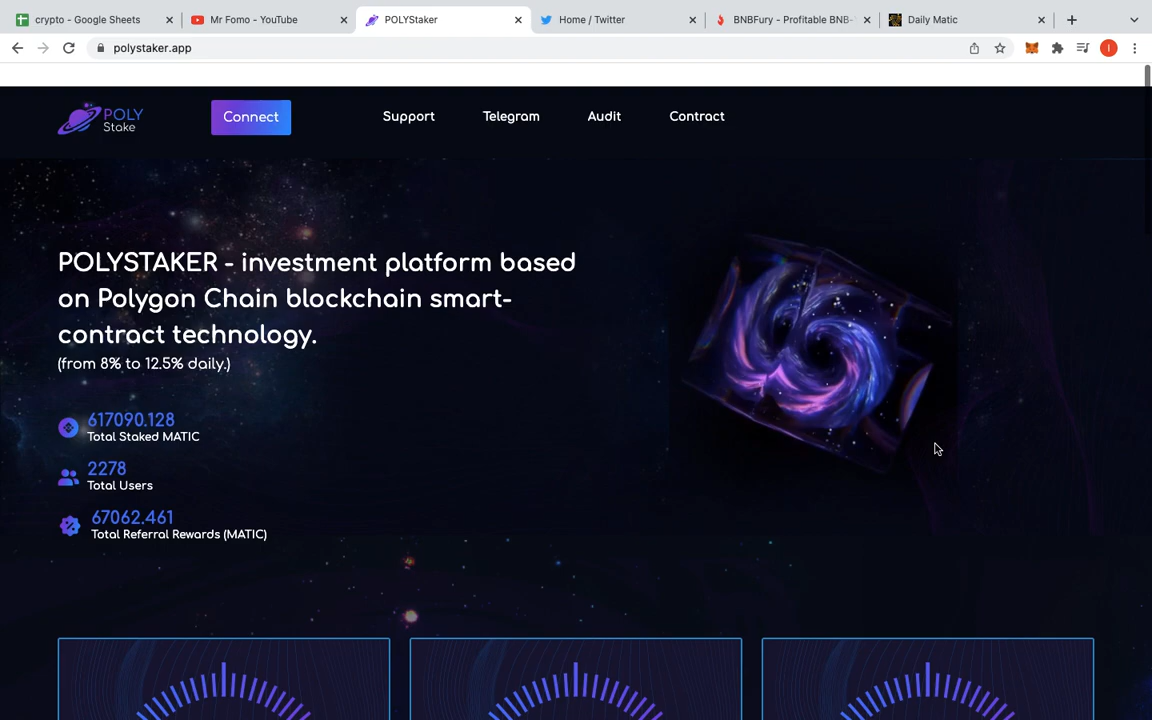 crypto - Google Sheets
Mr Fomo - YouTube
POLYStaker
Home / Twitter
BNBFury - Profitable BNB-
Daily Matic
polystaker.app
I
POLY
Stake
Connect
Support
Telegram
Audit
Contract
POLYSTAKER - investment platform based
on Polygon Chain blockchain smart-
contract technology.
(from 8% to 12.5% daily.)
617090.128
Total Staked MATIC
2278
Total Users
67062.461
Total Referral Rewards (MATIC)